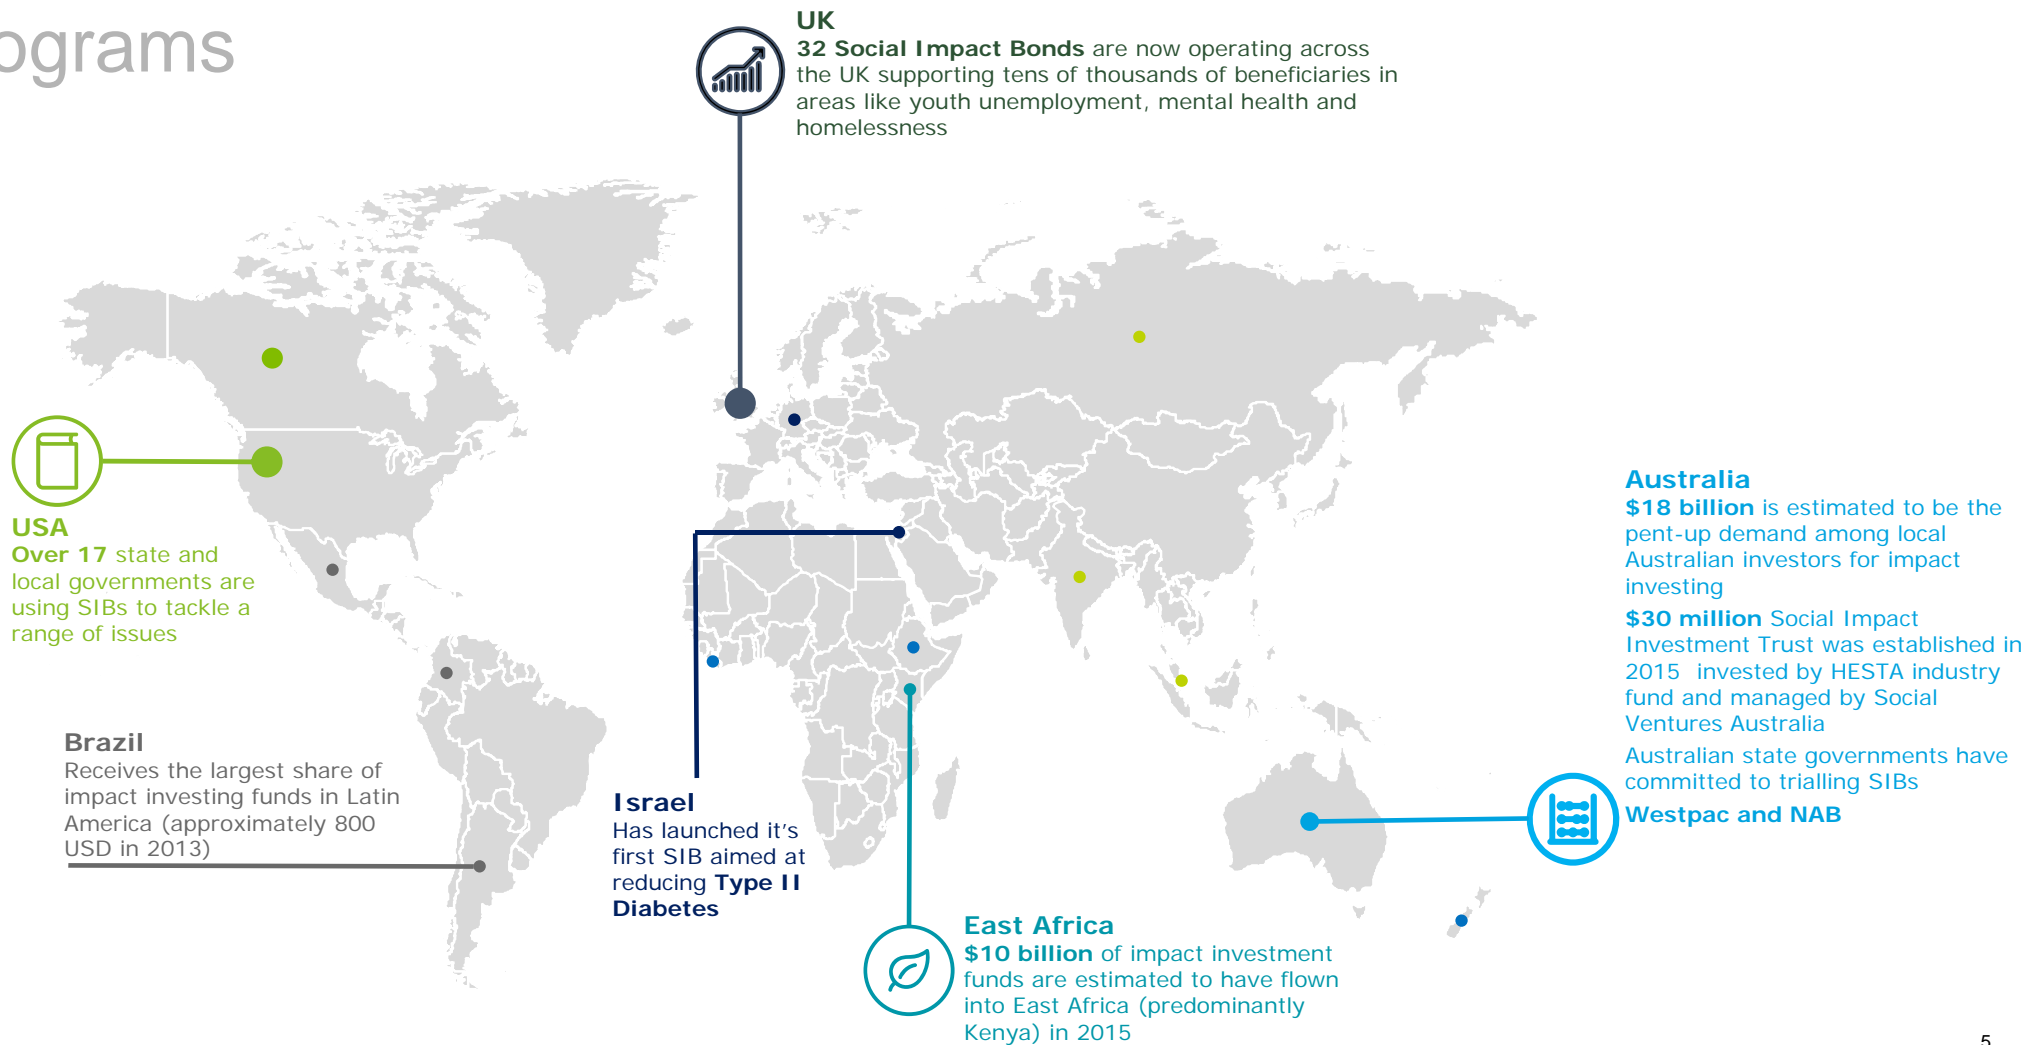 ograms
UK
32 Social Impact Bonds are now operating across
the UK supporting tens of thousands of beneficiaries in
areas like youth unemployment, mental health and
homelessness
USA
Over 17 state and
local governments are
using SIBs to tackle a
range of issues
Brazil
Receives the largest share of
impact investing funds in Latin
America (approximately 800
USD in 2013)
Israel
Has launched it's
first SIB aimed at
reducing Type II
Diabetes
East Africa
$10 billion of impact investment
funds are estimated to have flown
into East Africa (predominantly
Kenya) in 2015
Australia
$18 billion is estimated to be the
pent-up demand among local
Australian investors for impact
investing
$30 million Social Impact
Investment Trust was established in
2015 invested by HESTA industry
fund and managed by Social
Ventures Australia
Australian state governments have
committed to trialling SIBs
Westpac and NAB
5